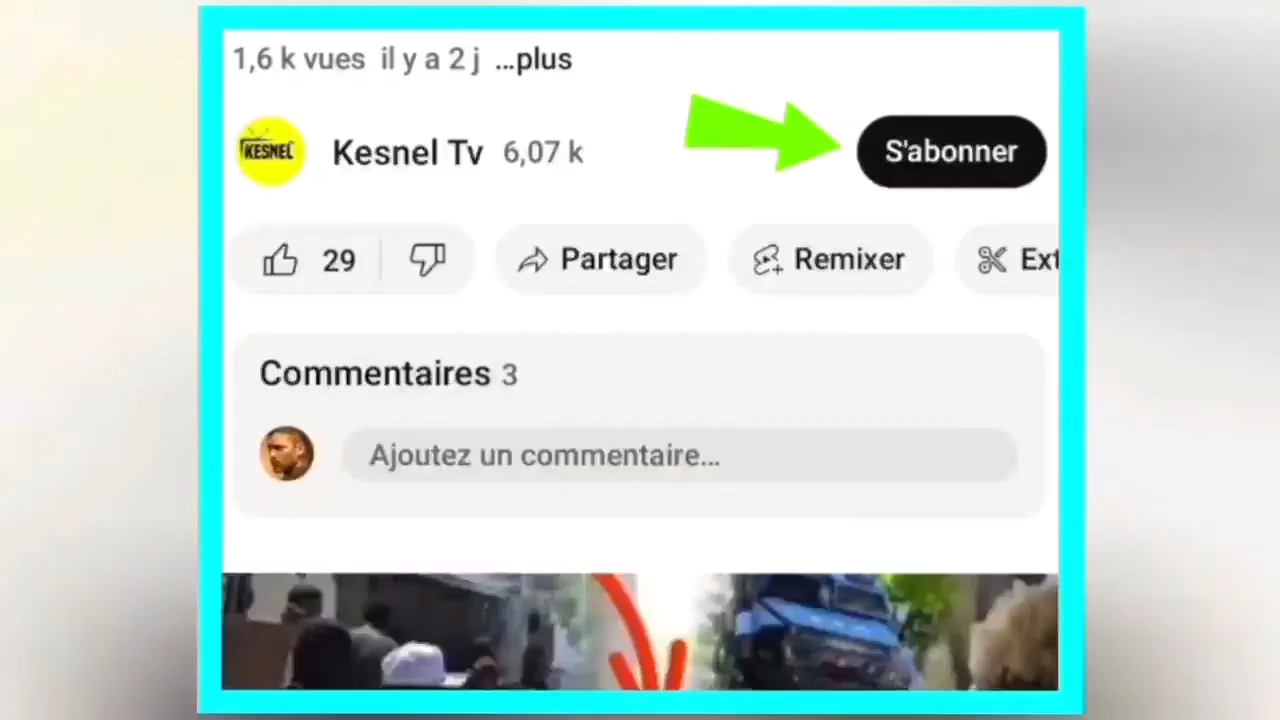 1,6 k vues il y a 2 j ...plus
KESNEL
Kesnel Tv 6,07 k
S'abonner
29
Partager
Remixer
Ext
Commentaires 3
Ajoutez un commentaire...